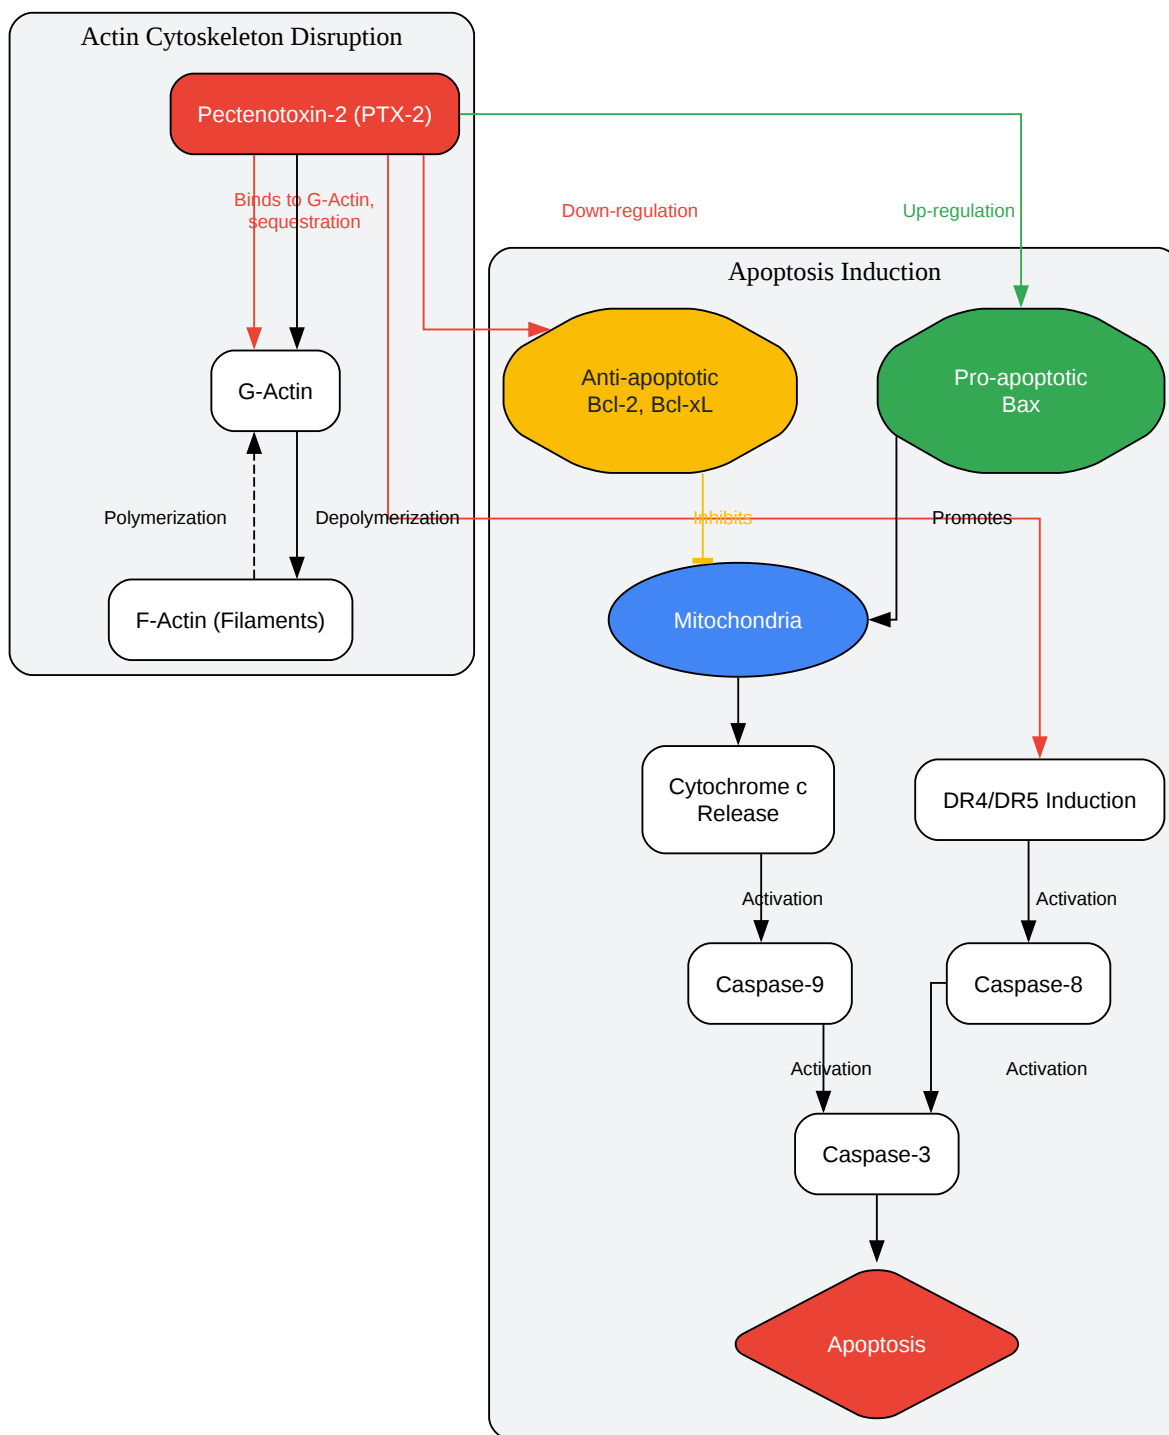 Actin Cytoskeleton Disruption
Pectenotoxin-2 (PTX-2)
Binds to G-Actin,
sequestration
Down-regulation
Up-regulation
Apoptosis Induction
G-Actin
Anti-apoptotic
Bcl-2, Bcl-xL
Pro-apoptotic
Bax
Polymerization
Depolymerization
Inhibits
Promotes
F-Actin (Filaments)
Mitochondria
Cytochrome c
Release
DR4/DR5 Induction
Activation
Activation
Caspase-9
Caspase-8
Activation
Activation
Caspase-3
Apoptosis